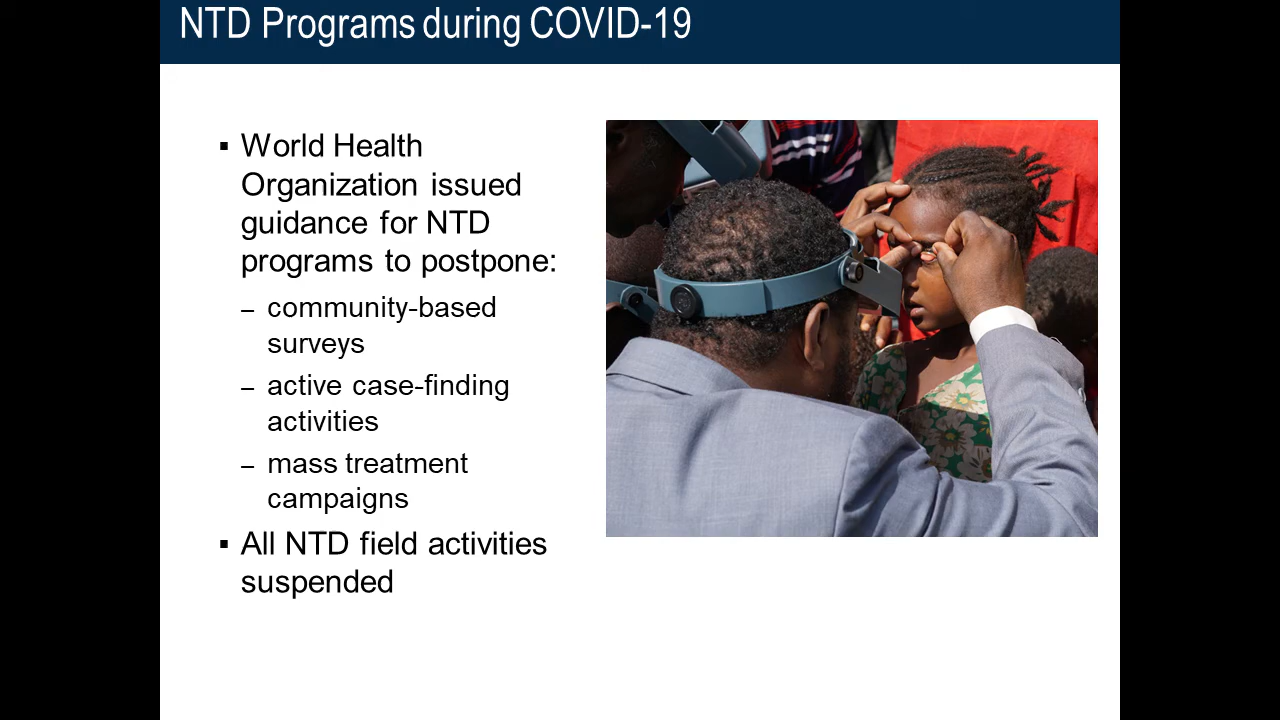 NTD Programs during COVID-19
▪ World Health
Organization issued
guidance for NTD
programs to postpone:
– community-based
surveys
– active case-finding
activities
– mass treatment
campaigns
▪ All NTD field activities
suspended